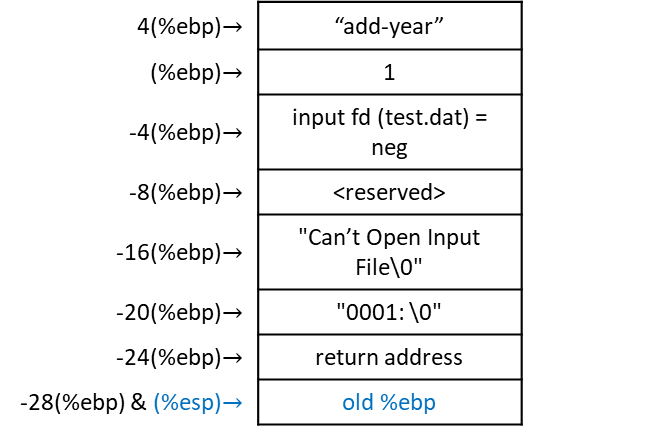 4(%ebp)→ “add-year”
(%ebp)→ 1
-4(%ebp)→ input fd (test.dat) =
neg
-8(%ebp)→ <reserved>
-16(%ebp)→ "Can’t Open Input
File\0"
-20(%ebp)→ "0001: \0"
-24(%ebp)→ return address
-28(%ebp) & (%esp)→ old %ebp